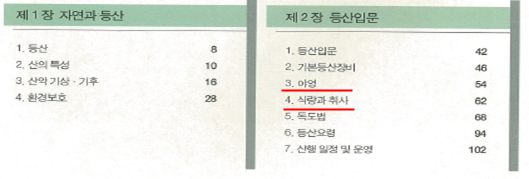 제 1 장 자연과 등산
1. 등산 8
2. 산의 특성 10
3. 산악 기상 · 기후 16
4. 환경보호 28
제 2 장 등산입문
1. 등산입문 42
2. 기본등산장비 46
3. 야영 54
4. 식량과 취사 62
5. 독도법 68
6. 등산요령 94
7. 산행 일정 및 운영 102